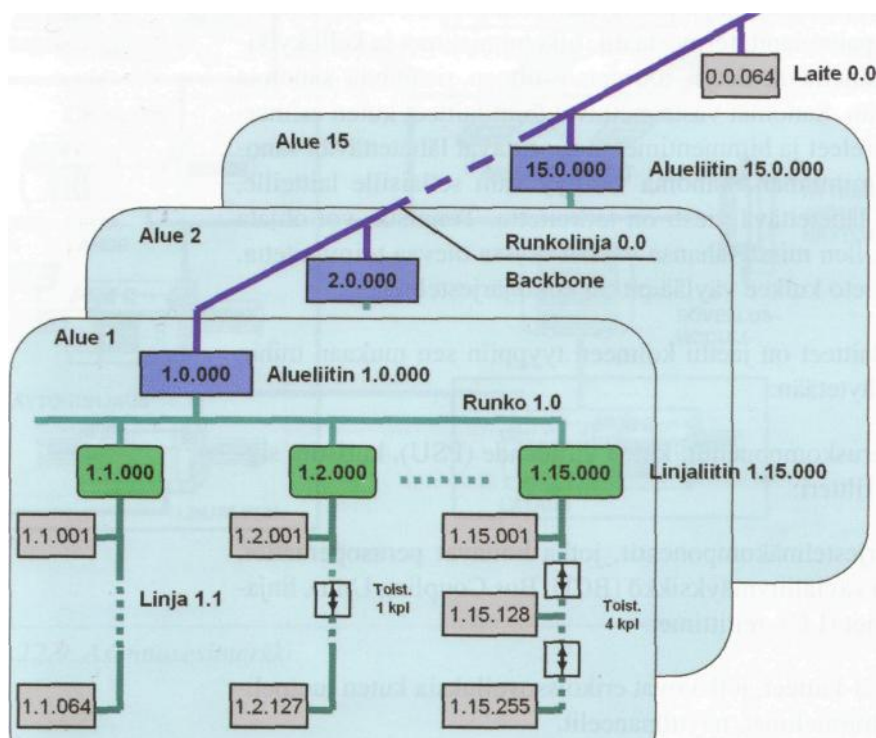 0.0.064
Laite 0.0
Alue 15
15.0.000
Alueliitin 15.0.000
Alue 2
Runkolinja 0.0
2.0.000
Backbone
Alue 1
1.0.000
Alueliitin 1.0.000
Runko 1.0
1.1.000
1.2.000
1.15.000
Linjaliitin 1.15.000
1.1.001
1.2.001
1.15.001
Linja 1.1
Toist.
1 kpl
1.15.128
Toist.
4 kpl
1.1.064
1.2.127
1.15.255